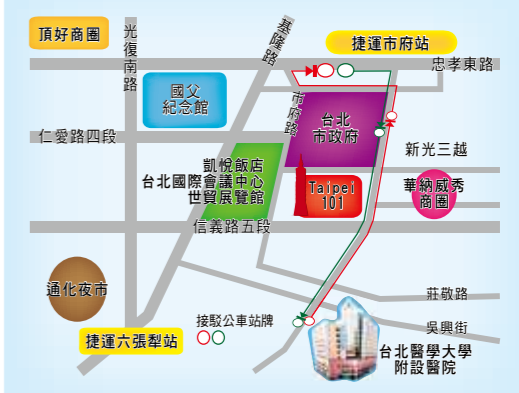 頂好商圈
光復南路
基隆路
捷運市府站
忠孝東路
國父
紀念館
市府路
台北
市政府
仁愛路四段
新光三越
凱悅飯店
台北國際會議中心
世貿展覽館
Taipei
101
華納威秀
商圈
信義路五段
通化夜市
莊敬路
接駁公車站牌
吳興街
捷運六張犁站
台北醫學大學
附設醫院